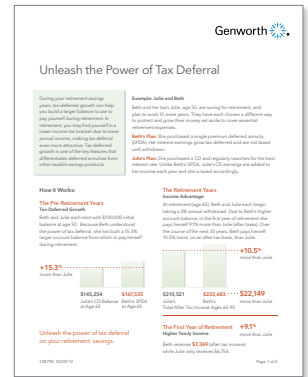 Genworth
Unleash the Power of Tax Deferral
During your retirement-savings
years, tax deferral can help
you build a larger balance to use to
pay yourself during retirement. In
retirement, you may find yourself in a
lower income tax bracket due to lower
annual income, making tax deferral
even more attractive. Tax deferred
growth is one of the key features that
differentiates deferred annuities from
other taxable savings products.
Example: Julie and Beth
Beth and her twin Julie, age 50, are saving for retirement, and
plan to work 15 more years. They each choose a different way
to protect and grow their money set aside to cover essential
retirement expenses.
Beth's Plan: She purchased a single premium deferred annuity
(SPDA). Her interest earnings grow tax-deferred and are not taxed
until withdrawn.
Julie's Plan: She purchased a CD and regularly searches for the best
interest rate. Unlike Beth's SPDA, Julie's CD earnings are added to
her income each year and she is taxed accordingly.
How it Works:
The Pre-Retirement Years
Tax-Deferred Growth
Beth and Julie each start with $100,000 initial
balance at age 50. Because Beth understood
the power of tax deferral, she has built a 15.3%
larger account balance from which to pay herself
during retirement.
+15.3%
more than Julie
$145,254
Julie's CD Balance
at Age 65
$167,535
Beth's SPDA
at Age 65
The Retirement Years
Income Advantage
At retirement (age 65), Beth and Julie each begin
taking a 5% annual withdrawal. Due to Beth's higher
account balance, in the first year of retirement she
pays herself 9.1% more than Julie (after taxes). Over
the course of the next 30 years, Beth pays herself
10.5% more, on an after-tax basis, than Julie.
+10.5%
more than Julie
$210,521
Julie's
$232,683
Beth's
Total After Tax Income Ages 65-95
$22,149
more than Julie
Unleash the power of tax deferral
on your retirement savings.
The First Year of Retirement
Higher Yearly Income
+9.1%
more than Julie
Beth receives $7,369 (after tax income)
while Julie only receives $6,754.
Page 1 of 2